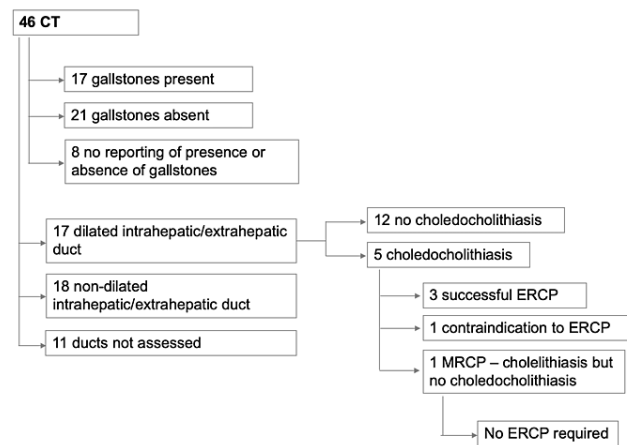 46 CT
17 gallstones present
21 gallstones absent
8 no reporting of presence or
absence of gallstones
17 dilated intrahepatic/extrahepatic
duct
12 no choledocholithiasis
5 choledocholithiasis
18 non-dilated
intrahepatic/extrahepatic duct
3 successful ERCP
1 contraindication to ERCP
11 ducts not assessed
1 MRCP – cholelithiasis but
no choledocholithiasis
No ERCP required